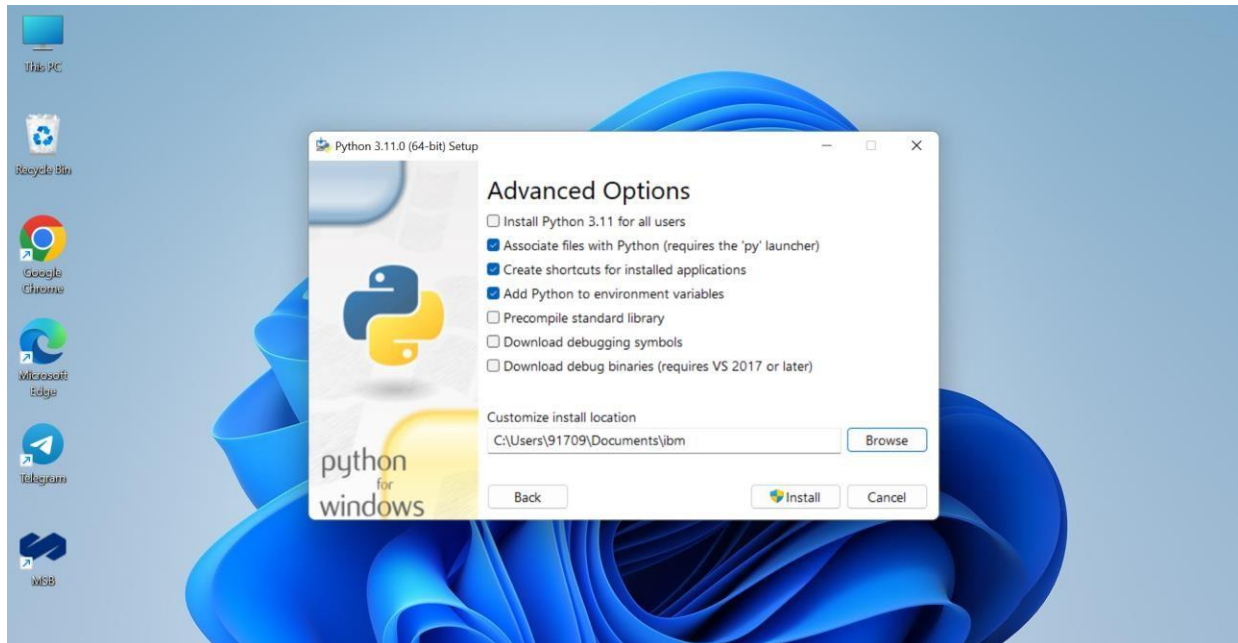 This PC
Recycle Bin
Google
Chrome
Microsoft
Edge
Telegram
MSB
Python 3.11.0 (64-bit) Setup
Advanced Options
Install Python 3.11 for all users
Associate files with Python (requires the 'py' launcher)
Create shortcuts for installed applications
Add Python to environment variables
Precompile standard library
Download debugging symbols
Download debug binaries (requires VS 2017 or later)
Customize install location
C:\Users\91709\Documents\ibm
Browse
python
for
windows
Back
Install
Cancel